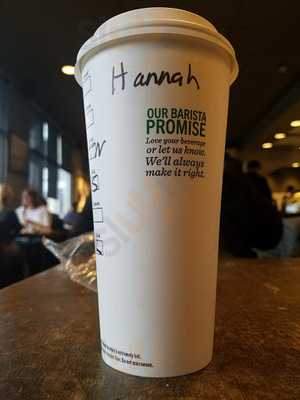 Hannah
OUR BARISTA
PROMISE
Love your beverage
or let us know.
We'll always
make it right.
N
S